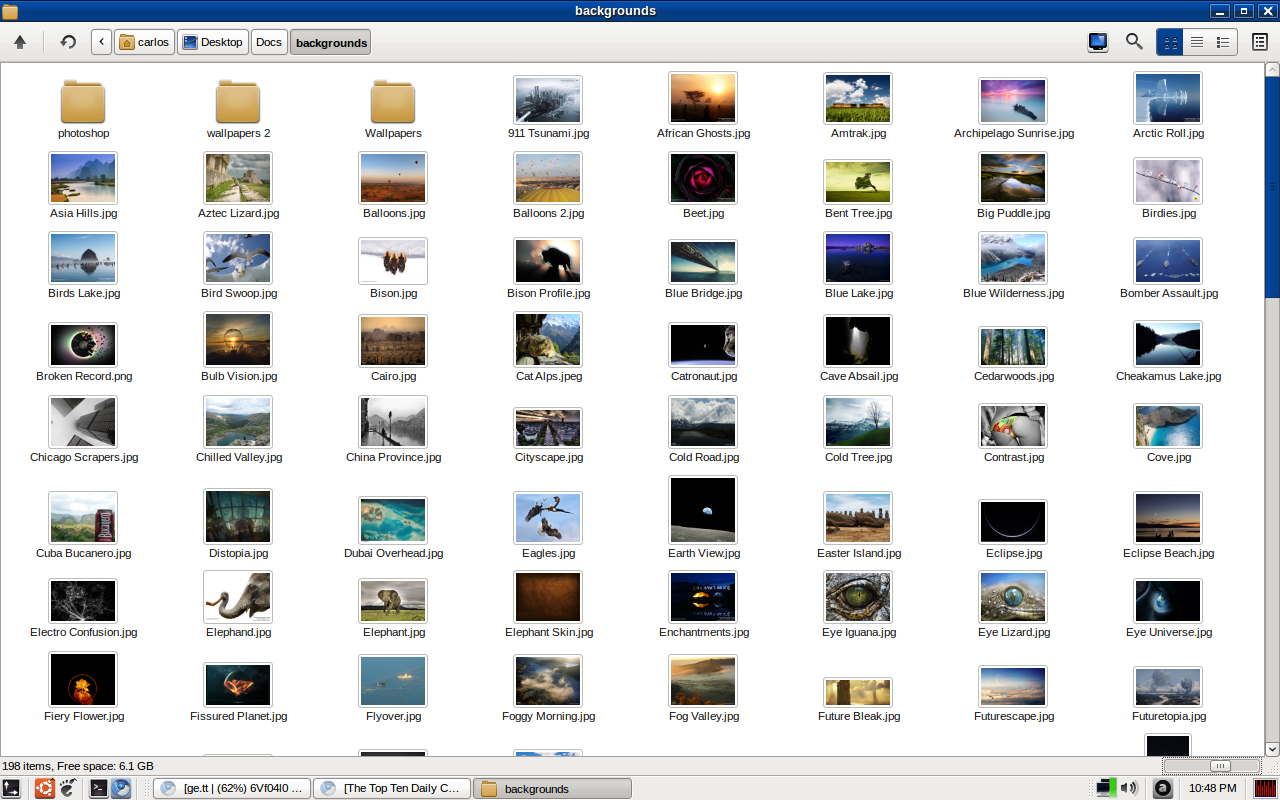 backgrounds
carlos Desktop Docs backgrounds
photoshop wallpapers 2 Wallpapers 911 Tsunami.jpg African Ghosts.jpg Amtrak.jpg Archipelago Sunrise.jpg Arctic Roll.jpg
Asia Hills.jpg Aztec Lizard.jpg Balloons.jpg Balloons 2.jpg Beet.jpg Bent Tree.jpg Big Puddle.jpg Birdies.jpg
Birds Lake.jpg Bird Swoop.jpg Bison.jpg Bison Profile.jpg Blue Bridge.jpg Blue Lake.jpg Blue Wilderness.jpg Bomber Assault.jpg
Broken Record.png Bulb Vision.jpg Cairo.jpg Cat Alps.jpeg Catronaut.jpg Cave Absail.jpg Cedarwoods.jpg Cheakamus Lake.jpg
Chicago Scrapers.jpg Chilled Valley.jpg China Province.jpg Cityscape.jpg Cold Road.jpg Cold Tree.jpg Contrast.jpg Cove.jpg
Cuba Bucanero.jpg Distopia.jpg Dubai Overhead.jpg Eagles.jpg Earth View.jpg Easter Island.jpg Eclipse.jpg Eclipse Beach.jpg
Electro Confusion.jpg Elephand.jpg Elephant.jpg Elephant Skin.jpg Enchantments.jpg Eye Iguana.jpg Eye Lizard.jpg Eye Universe.jpg
Fiery Flower.jpg Fissured Planet.jpg Flyover.jpg Foggy Morning.jpg Fog Valley.jpg Future Bleak.jpg Futurescape.jpg Futuretopia.jpg
198 items, Free space: 6.1 GB
[ge.tt | (62%) 6Vf04I0 ... [The Top Ten Daily C... backgrounds a 10:48 PM